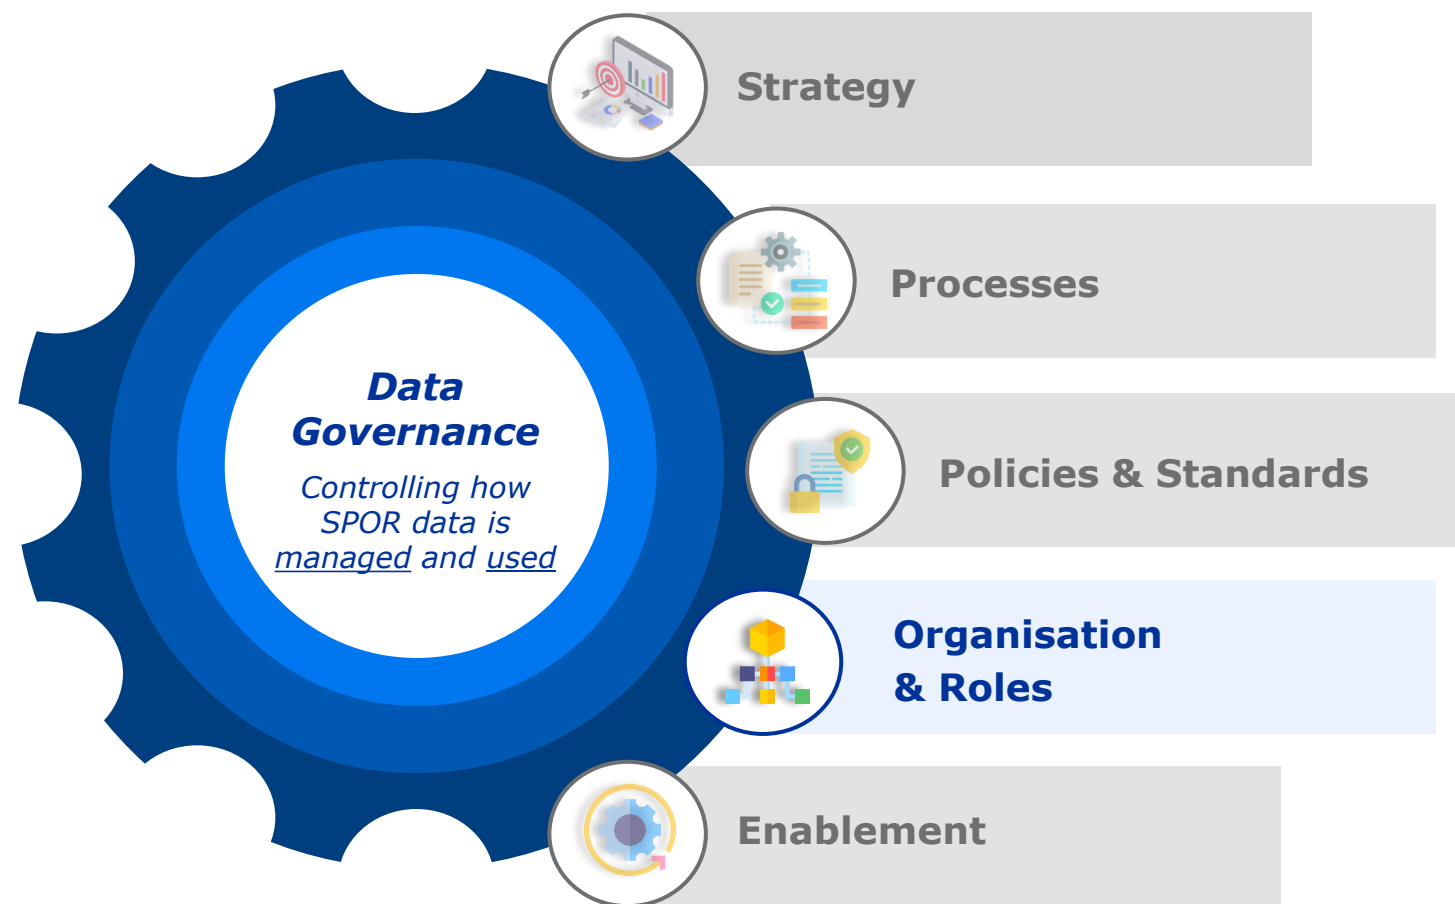 Strategy
Processes
Data
Governance
Controlling how
SPOR data is
managed and used
Policies & Standards
Organisation
& Roles
Enablement